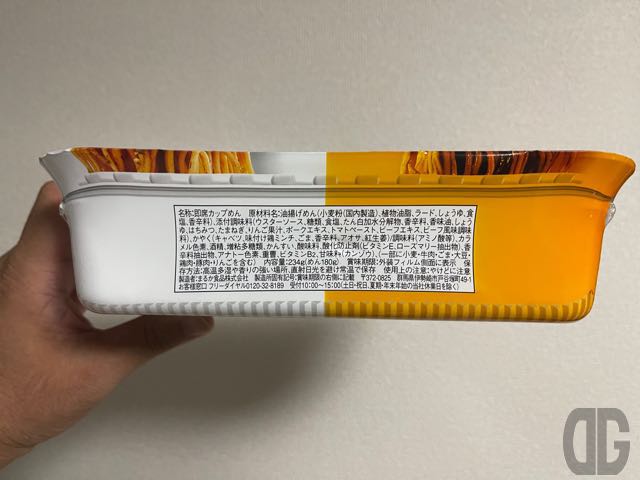 名称:即席カップめん 原材料名:油揚げめん(小麦粉(国内製造)、植物油脂、ラード、しょうゆ、食
塩、香辛料)、添付調味料(ウスターソース、糖類、食塩、たん白加水分解物、香辛料、香味油、しょう
ゆ、はちみつ、たまねぎ、りんご果汁、ポークエキス、トマトペースト、ビーフエキス、ビーフ風味調味
料)、かやく(キャベツ、味付け鶏ミンチ、ごま、香辛料、アオサ、紅生姜)/調味料(アミノ酸等)、カラ
メル色素、酒精、増粘多糖類、かんすい、酸味料、酸化防止剤(ビタミンE、ローズマリー抽出物)、香
辛料抽出物、アナトー色素、重曹、ビタミンB2、甘味料(カンゾウ)、(一部に小麦・牛肉・ごま・大豆・
鶏肉・豚肉・りんごを含む) 内容量:234g(めん180g) 賞味期限:外装フィルム側面に表示 保
存方法:高温多湿や香りの強い場所、直射日光を避け常温で保存 使用上の注意:やけどに注意
製造者:まるか食品株式会社 製造所固有記号:賞味期限の右側に記載 〒372-0825 群馬県伊勢崎市戸谷塚町49-1
お客様窓口 フリーダイヤル0120-32-8189 受付10:00〜15:00(土・日・祝日、夏期・年末年始の当社休業日を除く)
DG